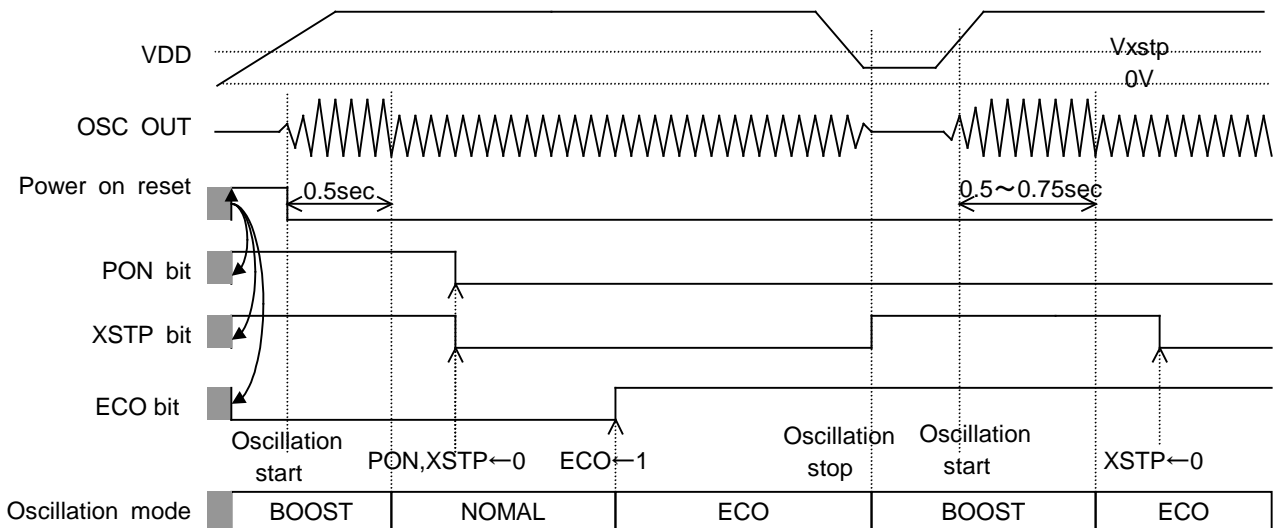 VDD
Vxstp
0V
OSC OUT
Power on reset
0.5sec
0.5～0.75sec
PON bit
XSTP bit
ECO bit
Oscillation
start
PON,XSTP←0
ECO←1
Oscillation
stop
Oscillation
start
XSTP←0
Oscillation mode
BOOST
NOMAL
ECO
BOOST
ECO